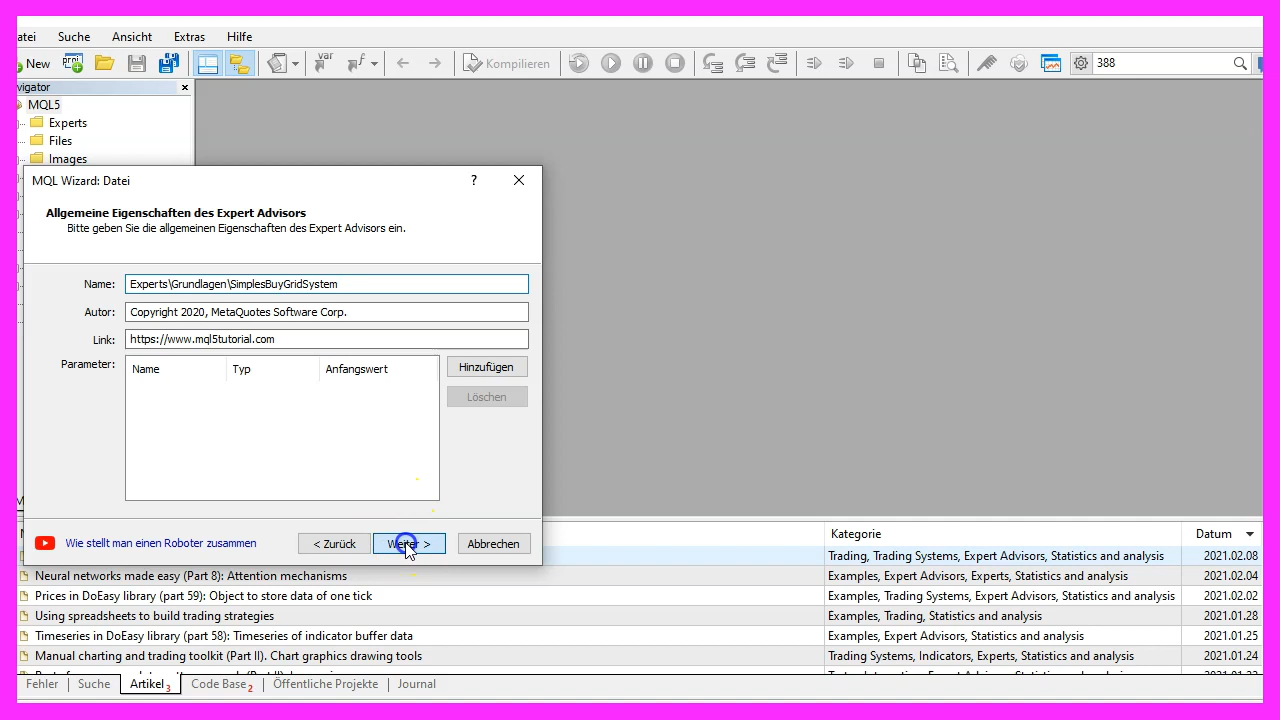 atei Suche Ansicht Extras Hilfe
New Kompilieren 388
vigator
MQL5
Experts
Files
Images
MQL Wizard: Datei ?
Allgemeine Eigenschaften des Expert Advisors
Bitte geben Sie die allgemeinen Eigenschaften des Expert Advisors ein.
Name: Experts\Grundlagen\SimplesBuyGridSystem
Autor: Copyright 2020, MetaQuotes Software Corp.
Link: https://www.mql5tutorial.com
Parameter: Name Typ Anfangswert Hinzufügen
Löschen
Wie stellt man einen Roboter zusammen < Zurück Weiter > Abbrechen
Kategorie Datum
Trading, Trading Systems, Expert Advisors, Statistics and analysis 2021.02.08
Neural networks made easy (Part 8): Attention mechanisms Examples, Expert Advisors, Experts, Statistics and analysis 2021.02.04
Prices in DoEasy library (part 59): Object to store data of one tick Examples, Trading Systems, Expert Advisors, Statistics and analysis 2021.02.02
Using spreadsheets to build trading strategies Examples, Trading, Statistics and analysis 2021.01.28
Timeseries in DoEasy library (part 58): Timeseries of indicator buffer data Examples, Expert Advisors, Statistics and analysis 2021.01.25
Manual charting and trading toolkit (Part II). Chart graphics drawing tools Trading Systems, Indicators, Experts, Statistics and analysis 2021.01.24
Fehler Suche Artikel 3 Code Base 2 Öffentliche Projekte Journal